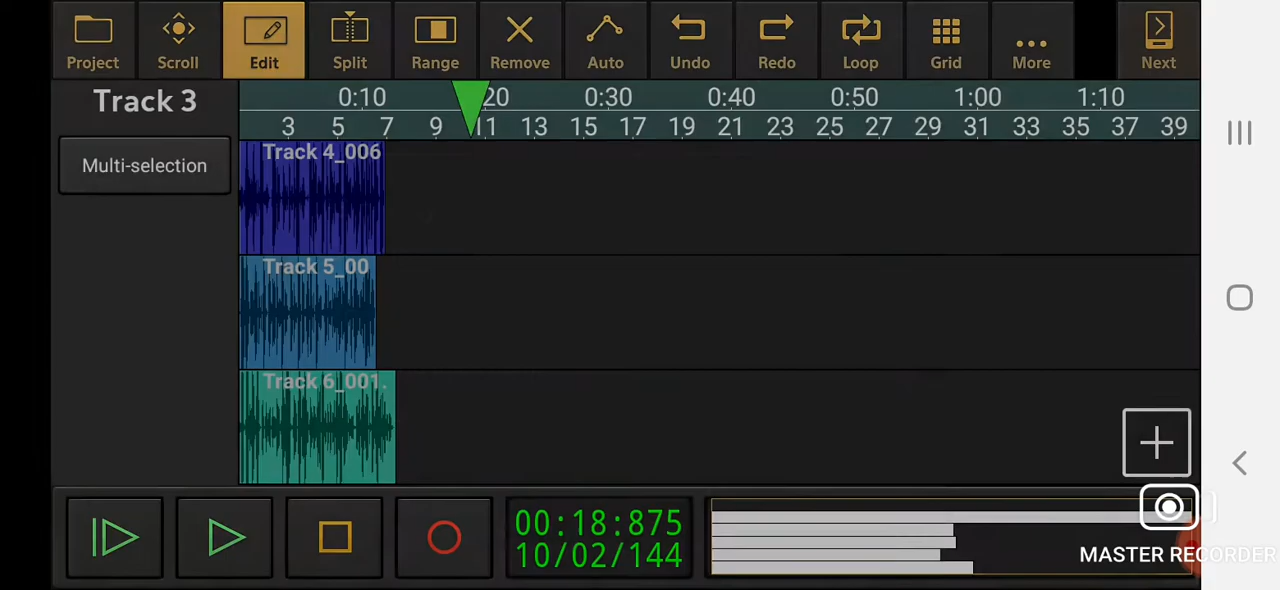 Project Scroll Edit Split Range Remove Auto Undo Redo Loop Grid More Next
Track 3
0:10 20 0:30 0:40 0:50 1:00 1:10
3 5 7 9 11 13 15 17 19 21 23 25 27 29 31 33 35 37 39
Multi-selection
Track 4_006
Track 5_00
Track 6_001.
00:18:875
10/02/144
MASTER RECORDER